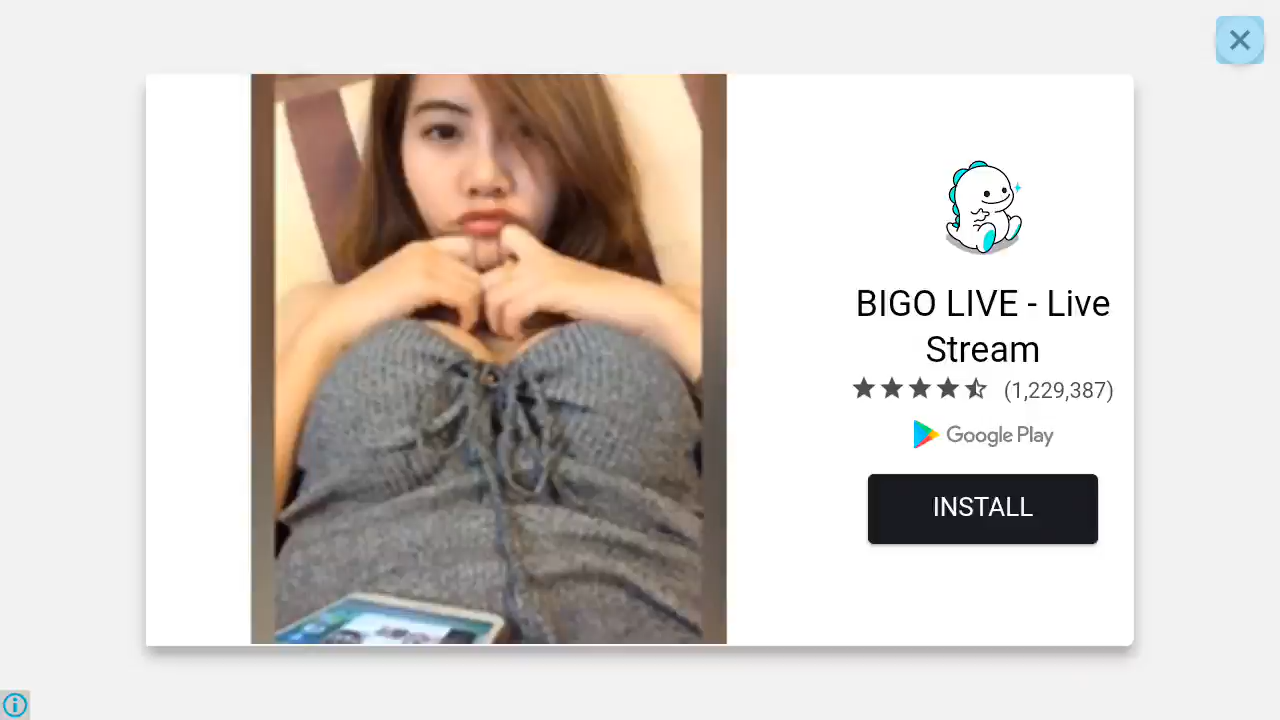 BIGO LIVE - Live
Stream
(1,229,387)
Google Play
INSTALL